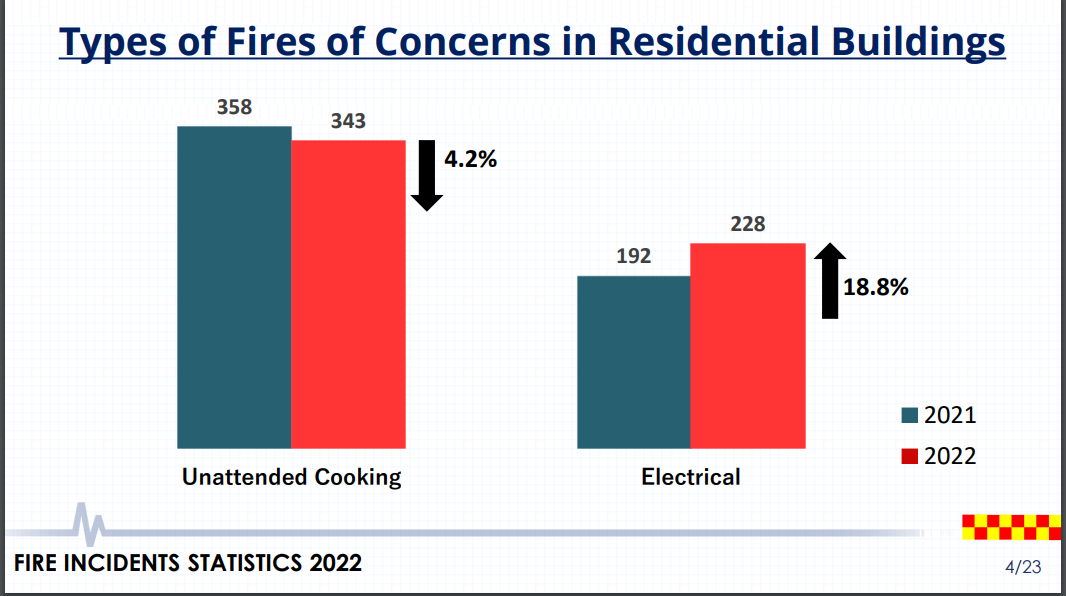 Types of Fires of Concerns in Residential Buildings
358
343
4.2%
192
228
18.8%
2021
2022
Unattended Cooking
Electrical
FIRE INCIDENTS STATISTICS 2022
4/23